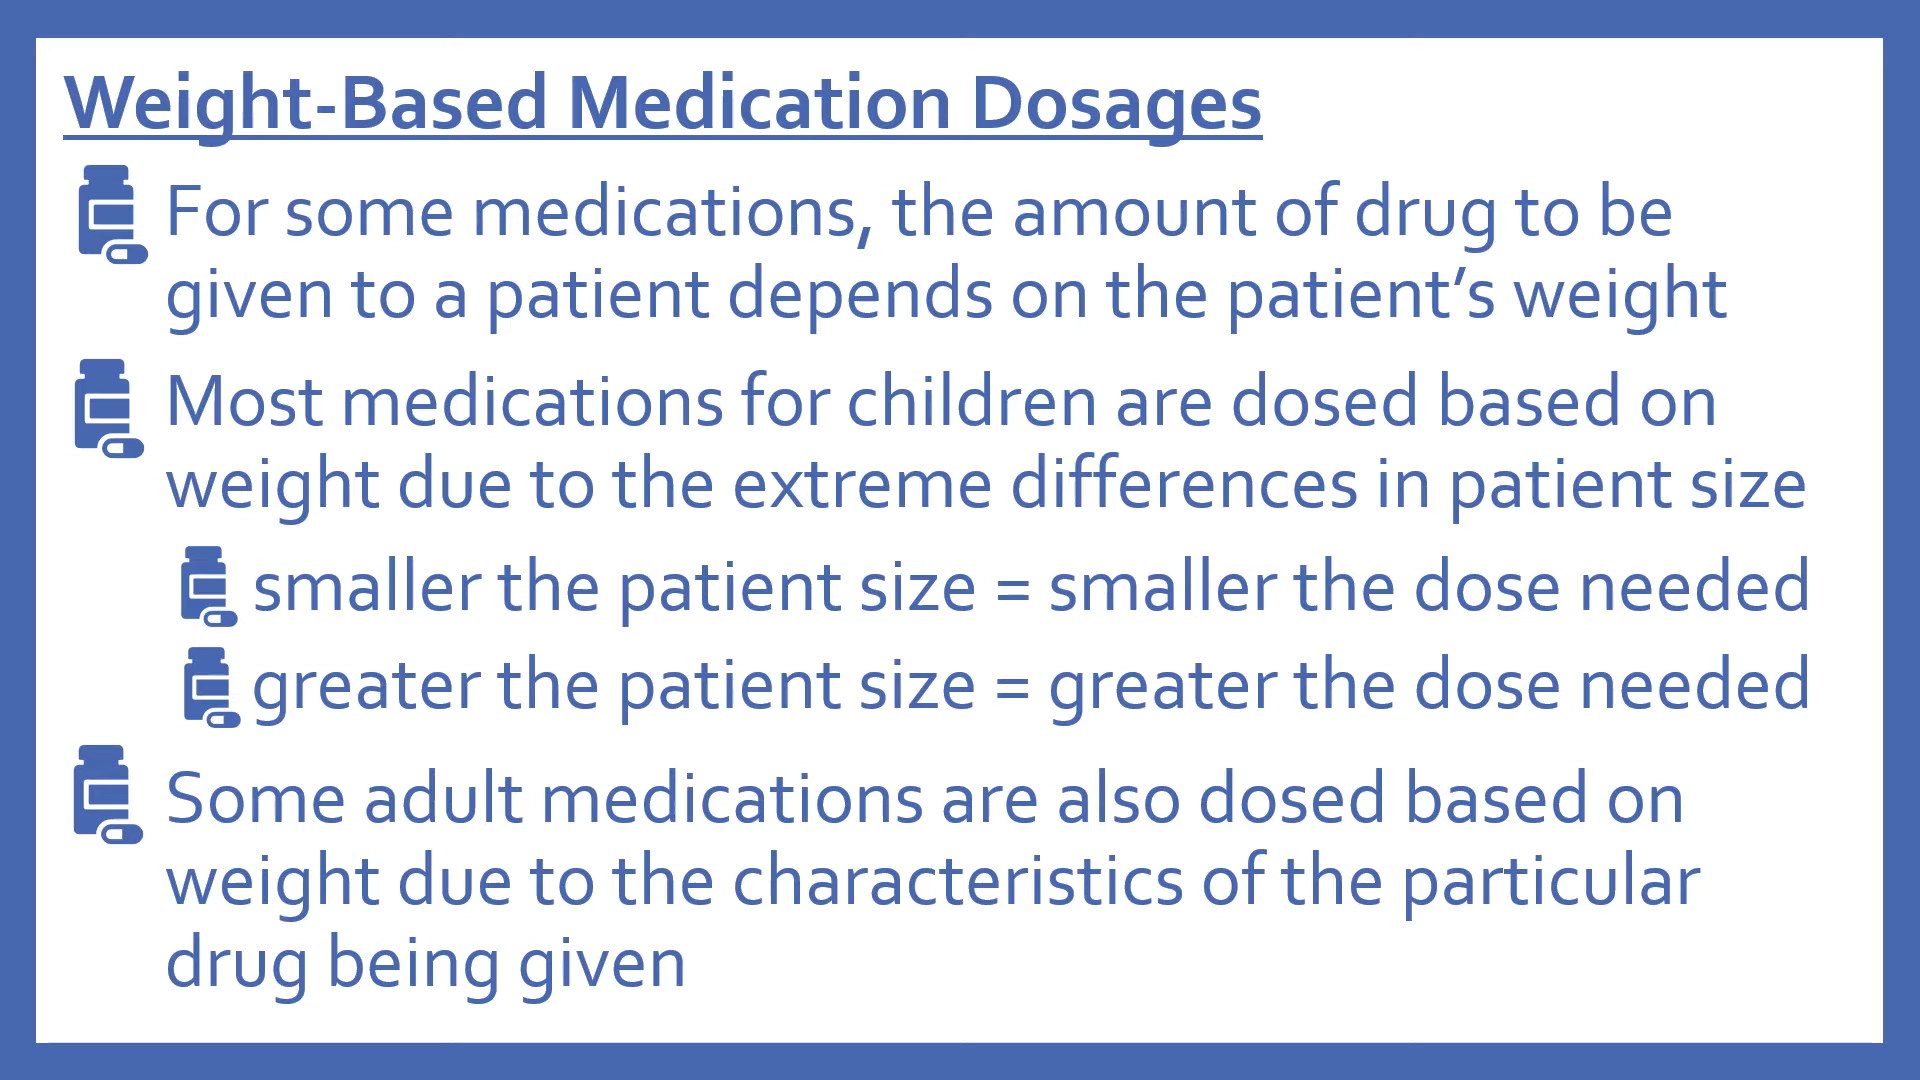 Weight-Based Medication Dosages
For some medications, the amount of drug to be
given to a patient depends on the patient’s weight
Most medications for children are dosed based on
weight due to the extreme differences in patient size
smaller the patient size = smaller the dose needed
greater the patient size = greater the dose needed
Some adult medications are also dosed based on
weight due to the characteristics of the particular
drug being given